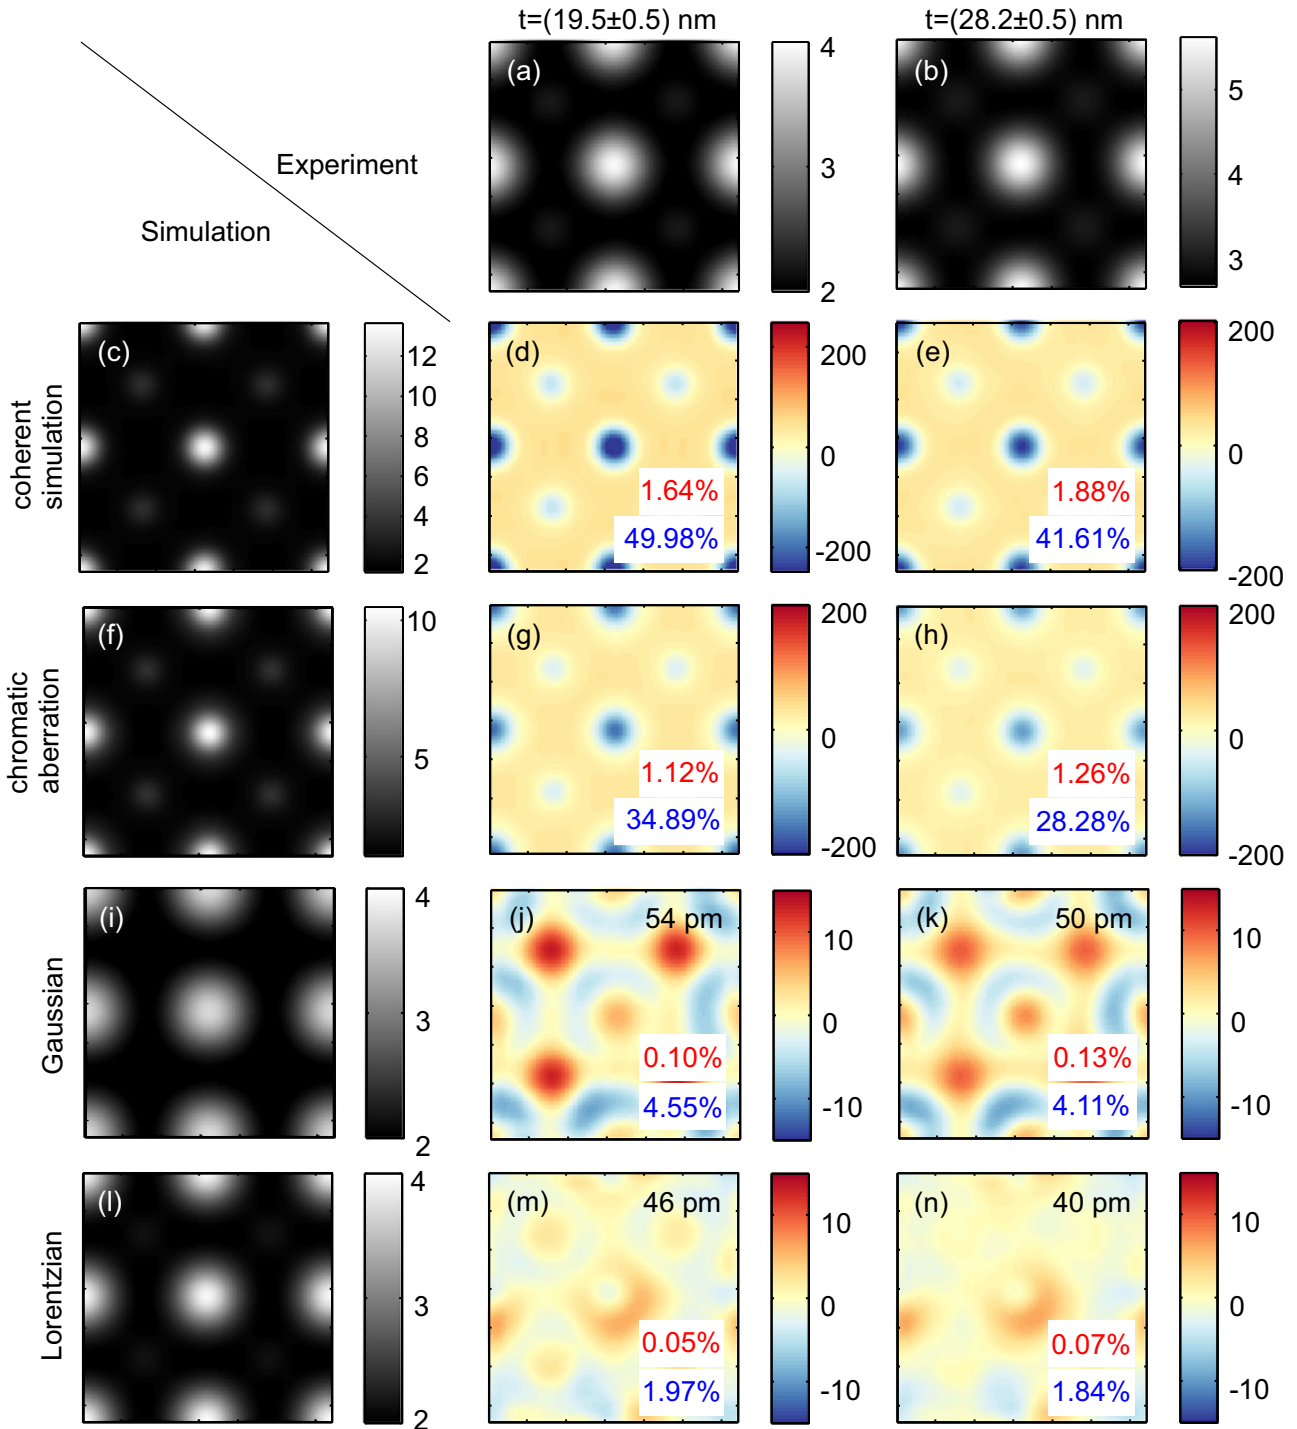 t=(19.5±0.5) nm
t=(28.2±0.5) nm
(a)
4
3
2
(b)
5
4
3
Experiment
Simulation
coherent
simulation
(c)
12
10
8
6
4
2
(d)
1.64%
49.98%
200
0
-200
(e)
1.88%
41.61%
200
0
-200
chromatic
aberration
(f)
10
5
(g)
1.12%
34.89%
200
0
-200
(h)
1.26%
28.28%
200
0
-200
Gaussian
(i)
4
3
2
(j)
54 pm
0.10%
4.55%
10
0
-10
(k)
50 pm
0.13%
4.11%
10
0
-10
Lorentzian
(l)
4
3
2
(m)
46 pm
0.05%
1.97%
10
0
-10
(n)
40 pm
0.07%
1.84%
10
0
-10